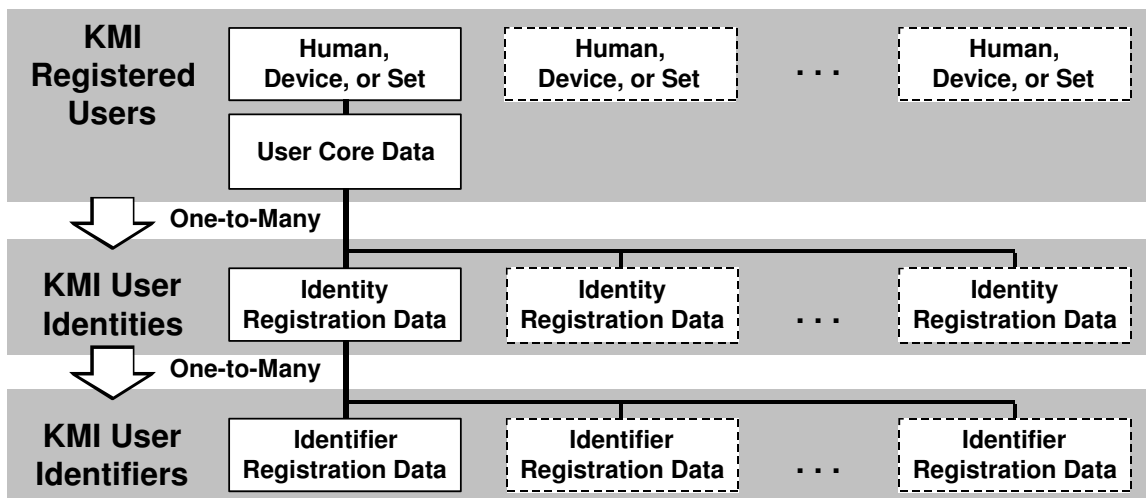 KMI
Registered
Users
Human,
Device, or Set
Human,
Device, or Set
. . .
Human,
Device, or Set
User Core Data
One-to-Many
KMI User
Identities
Identity
Registration Data
Identity
Registration Data
. . .
Identity
Registration Data
One-to-Many
KMI User
Identifiers
Identifier
Registration Data
Identifier
Registration Data
. . .
Identifier
Registration Data